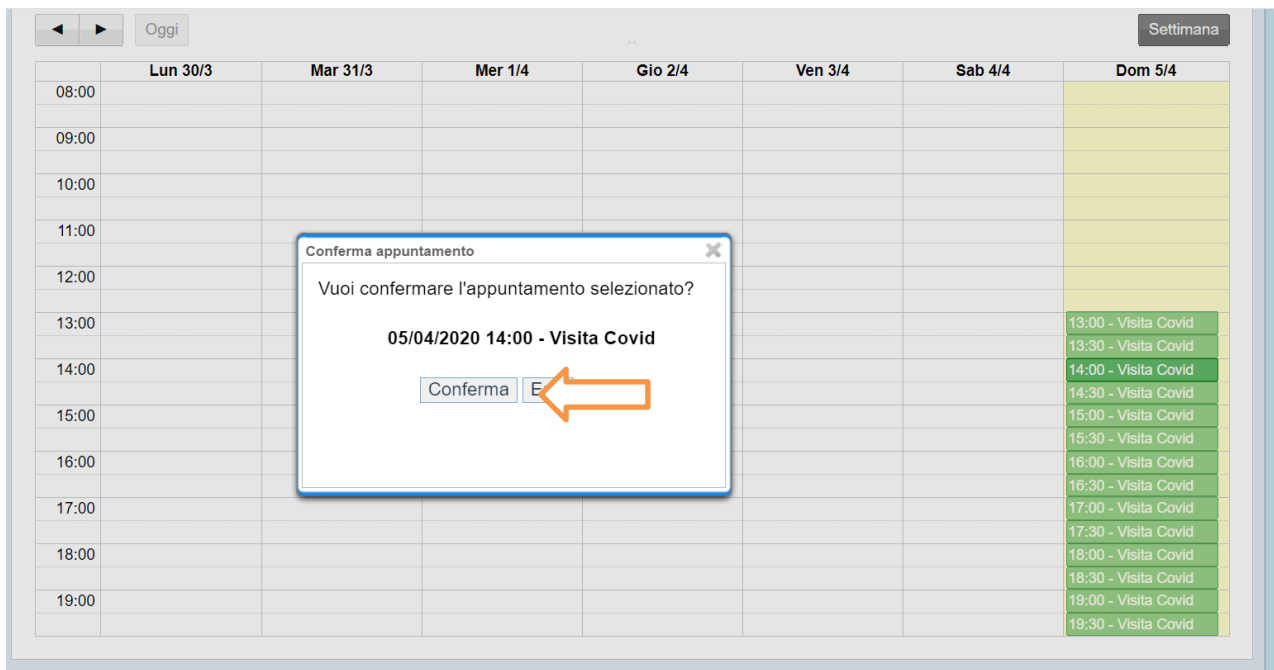 ◄ ► Oggi Settimana
Lun 30/3 Mar 31/3 Mer 1/4 Gio 2/4 Ven 3/4 Sab 4/4 Dom 5/4
08:00
09:00
10:00
11:00
Conferma appuntamento
12:00
Vuoi confermare l'appuntamento selezionato?
13:00 13:00 - Visita Covid
05/04/2020 14:00 - Visita Covid 13:30 - Visita Covid
14:00 14:00 - Visita Covid
Conferma 14:30 - Visita Covid
15:00 15:00 - Visita Covid
15:30 - Visita Covid
16:00 16:00 - Visita Covid
16:30 - Visita Covid
17:00 17:00 - Visita Covid
17:30 - Visita Covid
18:00 18:00 - Visita Covid
18:30 - Visita Covid
19:00 19:00 - Visita Covid
19:30 - Visita Covid